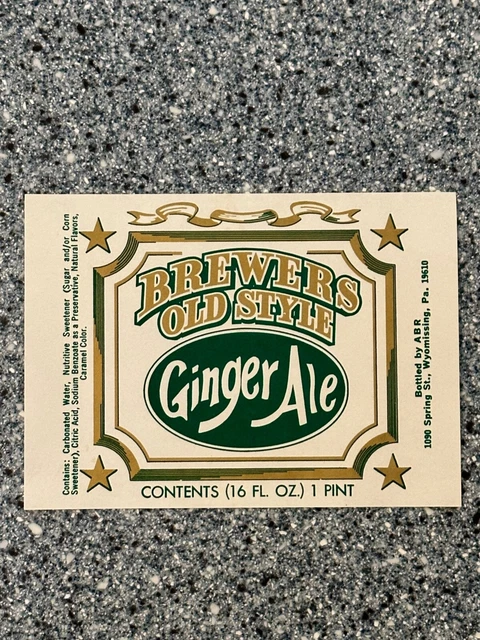 Contains: Carbonated Water, Nutritive Sweetener (Sugar and/or Corn
Sweetener), Citric Acid, Sodium Benzoate as a Preservative, Natural Flavors,
Caramel Color.
BREWERS
OLD STYLE
Ginger Ale
CONTENTS (16 FL. OZ.) 1 PINT
Bottled by ABR
1090 Spring St., Wyomissing, Pa. 19610